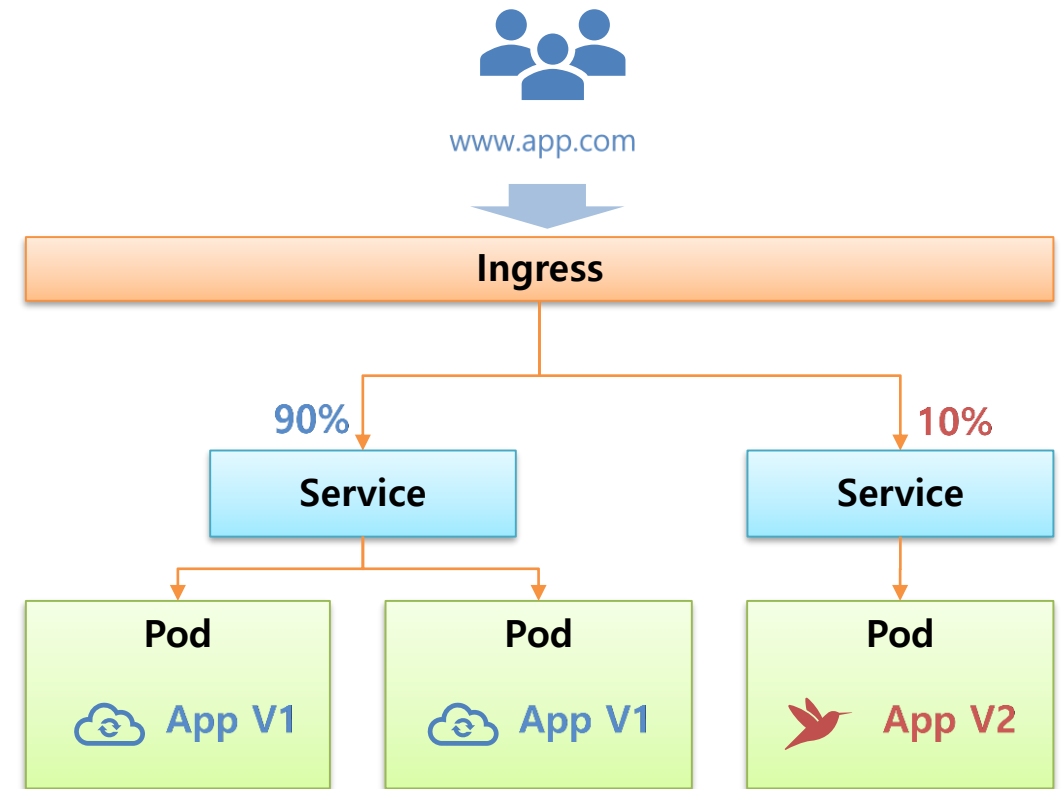 www.app.com
Ingress
90%
10%
Service
Service
Pod
Pod
Pod
App V1
App V1
App V2